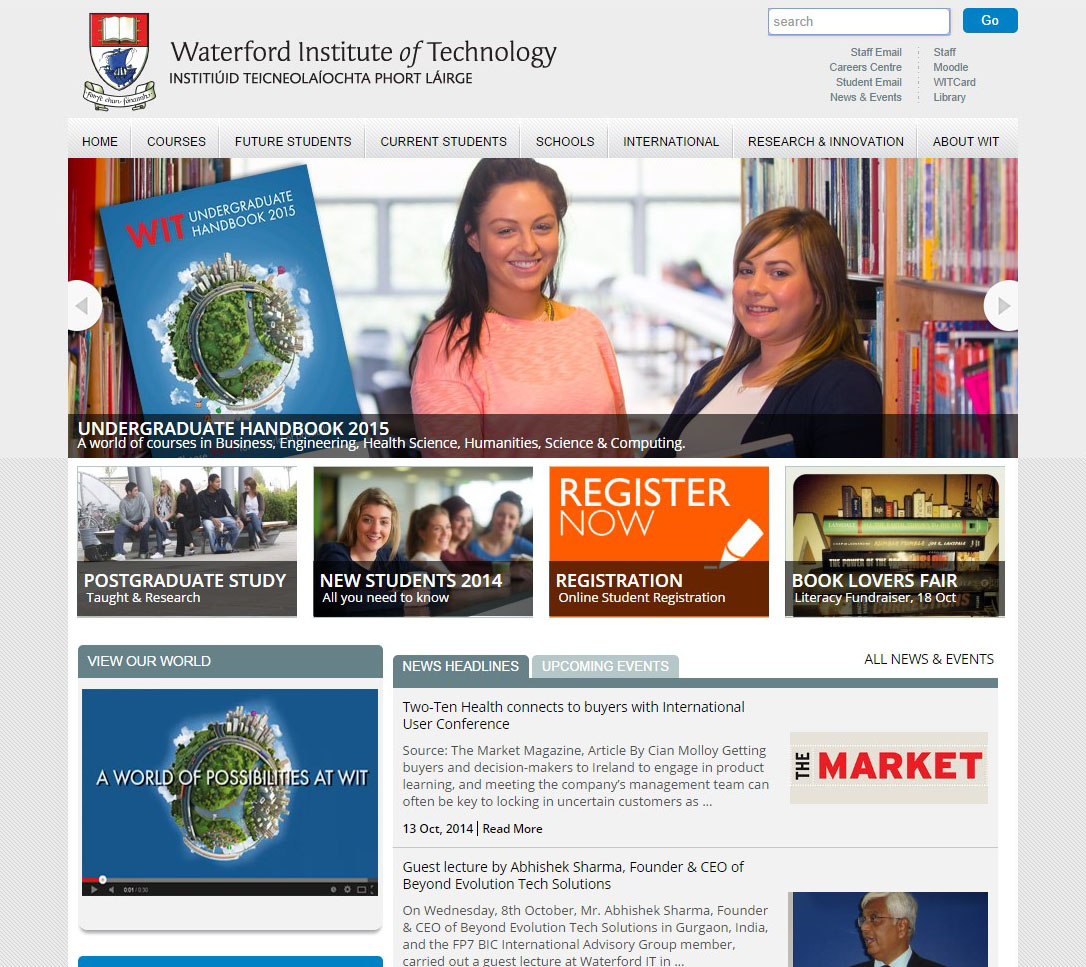 search
Go
Waterford Institute of Technology
INSTITIÚID TEICNEOLAÍOCHTA PHORT LÁIRGE
Staff Email
Careers Centre
Student Email
News & Events
Staff
Moodle
WITCard
Library
HOME
COURSES
FUTURE STUDENTS
CURRENT STUDENTS
SCHOOLS
INTERNATIONAL
RESEARCH & INNOVATION
ABOUT WIT
WIT UNDERGRADUATE
HANDBOOK 2015
UNDERGRADUATE HANDBOOK 2015
A world of courses in Business, Engineering, Health Science, Humanities, Science & Computing.
POSTGRADUATE STUDY
Taught & Research
NEW STUDENTS 2014
All you need to know
REGISTER
NOW
REGISTRATION
Online Student Registration
THE POWER OF THE
BOOK LOVERS FAIR
Literacy Fundraiser, 18 Oct
VIEW OUR WORLD
A WORLD OF POSSIBILITIES AT WIT
0:01 / 0:30
NEWS HEADLINES
UPCOMING EVENTS
ALL NEWS & EVENTS
Two-Ten Health connects to buyers with International
User Conference
Source: The Market Magazine, Article By Cian Molloy Getting
buyers and decision-makers to Ireland to engage in product
learning, and meeting the company's management team can
often be key to locking in uncertain customers as ...
13 Oct, 2014 | Read More
THE MARKET
Guest lecture by Abhishek Sharma, Founder & CEO of
Beyond Evolution Tech Solutions
On Wednesday, 8th October, Mr. Abhishek Sharma, Founder
& CEO of Beyond Evolution Tech Solutions in Gurgaon, India,
and the FP7 BIC International Advisory Group member,
carried out a guest lecture at Waterford IT in ...